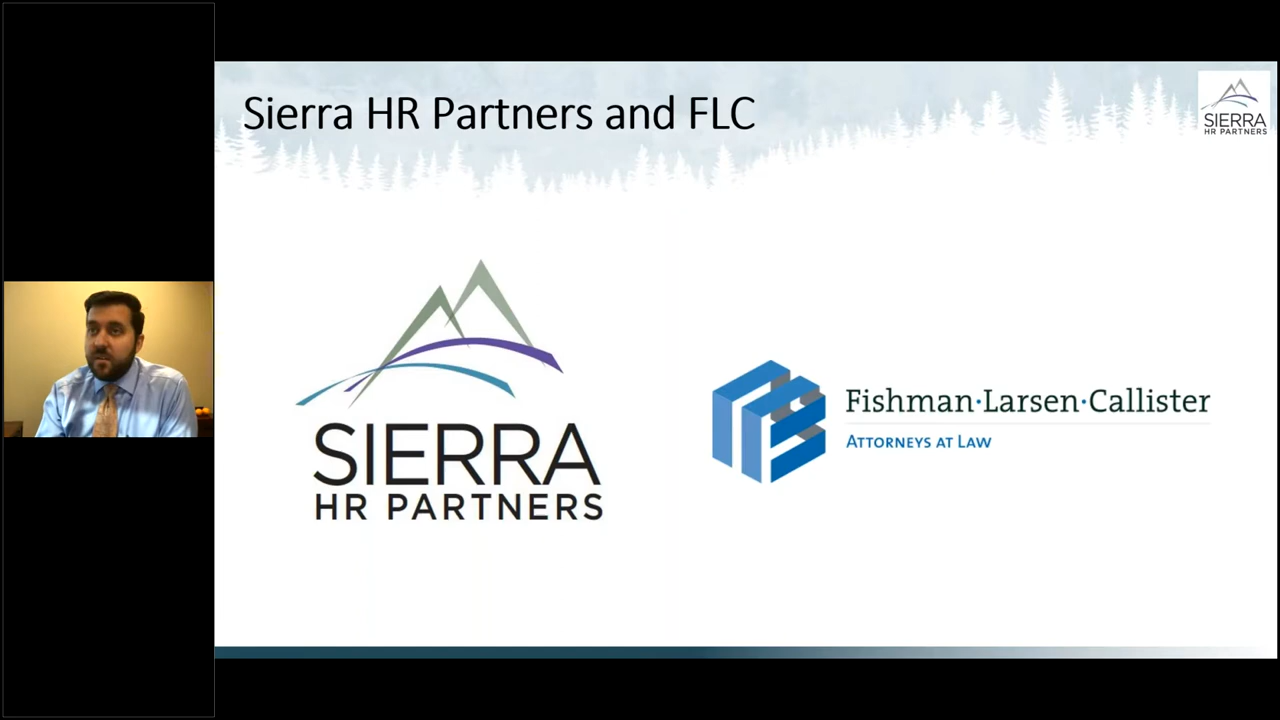 Sierra HR Partners and FLC
SIERRA
HR PARTNERS
SIERRA
HR PARTNERS
Fishman·Larsen·Callister
ATTORNEYS AT LAW